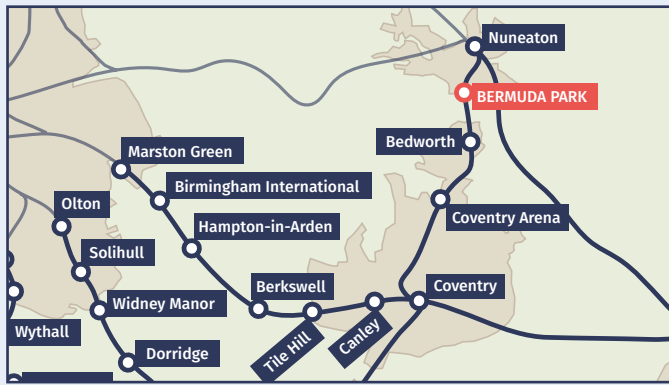 Nuneaton
BERMUDA PARK
Bedworth
Marston Green
Birmingham International
Olton
Coventry Arena
Hampton-in-Arden
Solihull
Berkswell
Coventry
Widney Manor
Wythall
Tile Hill
Canley
Dorridge